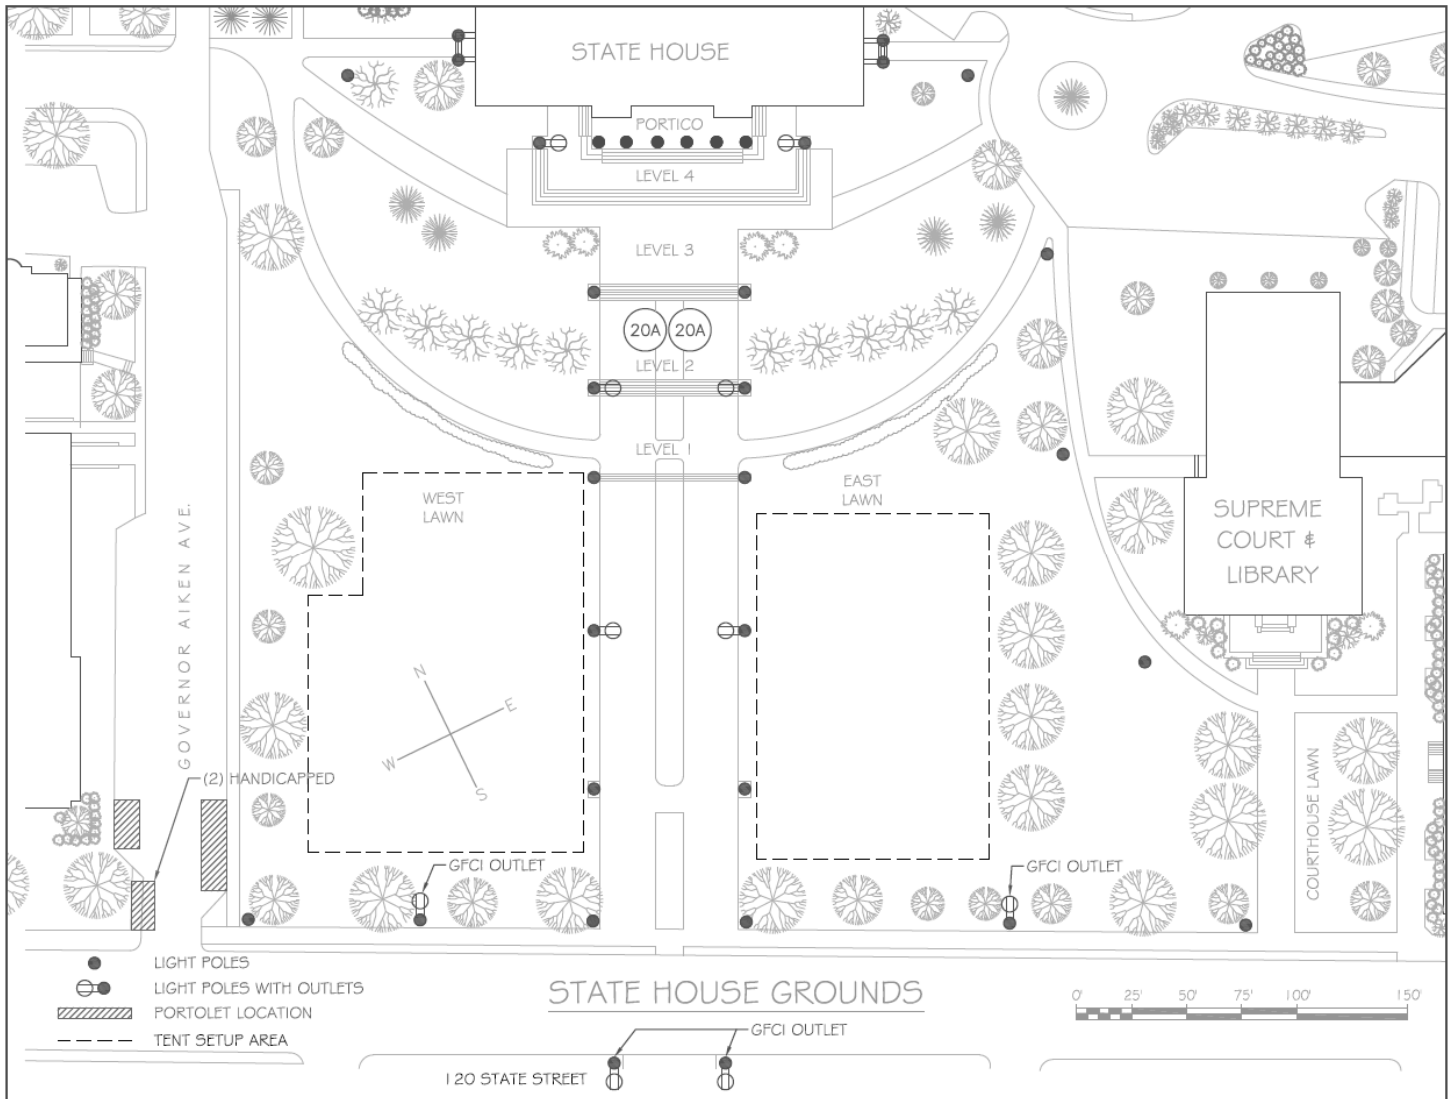 STATE HOUSE
PORTICO
LEVEL 4
LEVEL 3
20A 20A
LEVEL 2
LEVEL 1
WEST
LAWN
EAST
LAWN
SUPREME
COURT &
LIBRARY
GOVERNOR AIKEN AVE.
N
E
W
S
(2) HANDICAPPED
GFCI OUTLET
GFCI OUTLET
COURTHOUSE LAWN
LIGHT POLES
LIGHT POLES WITH OUTLETS
PORTOLET LOCATION
TENT SETUP AREA
STATE HOUSE GROUNDS
0' 25' 50' 75' 100' 150'
GFCI OUTLET
120 STATE STREET